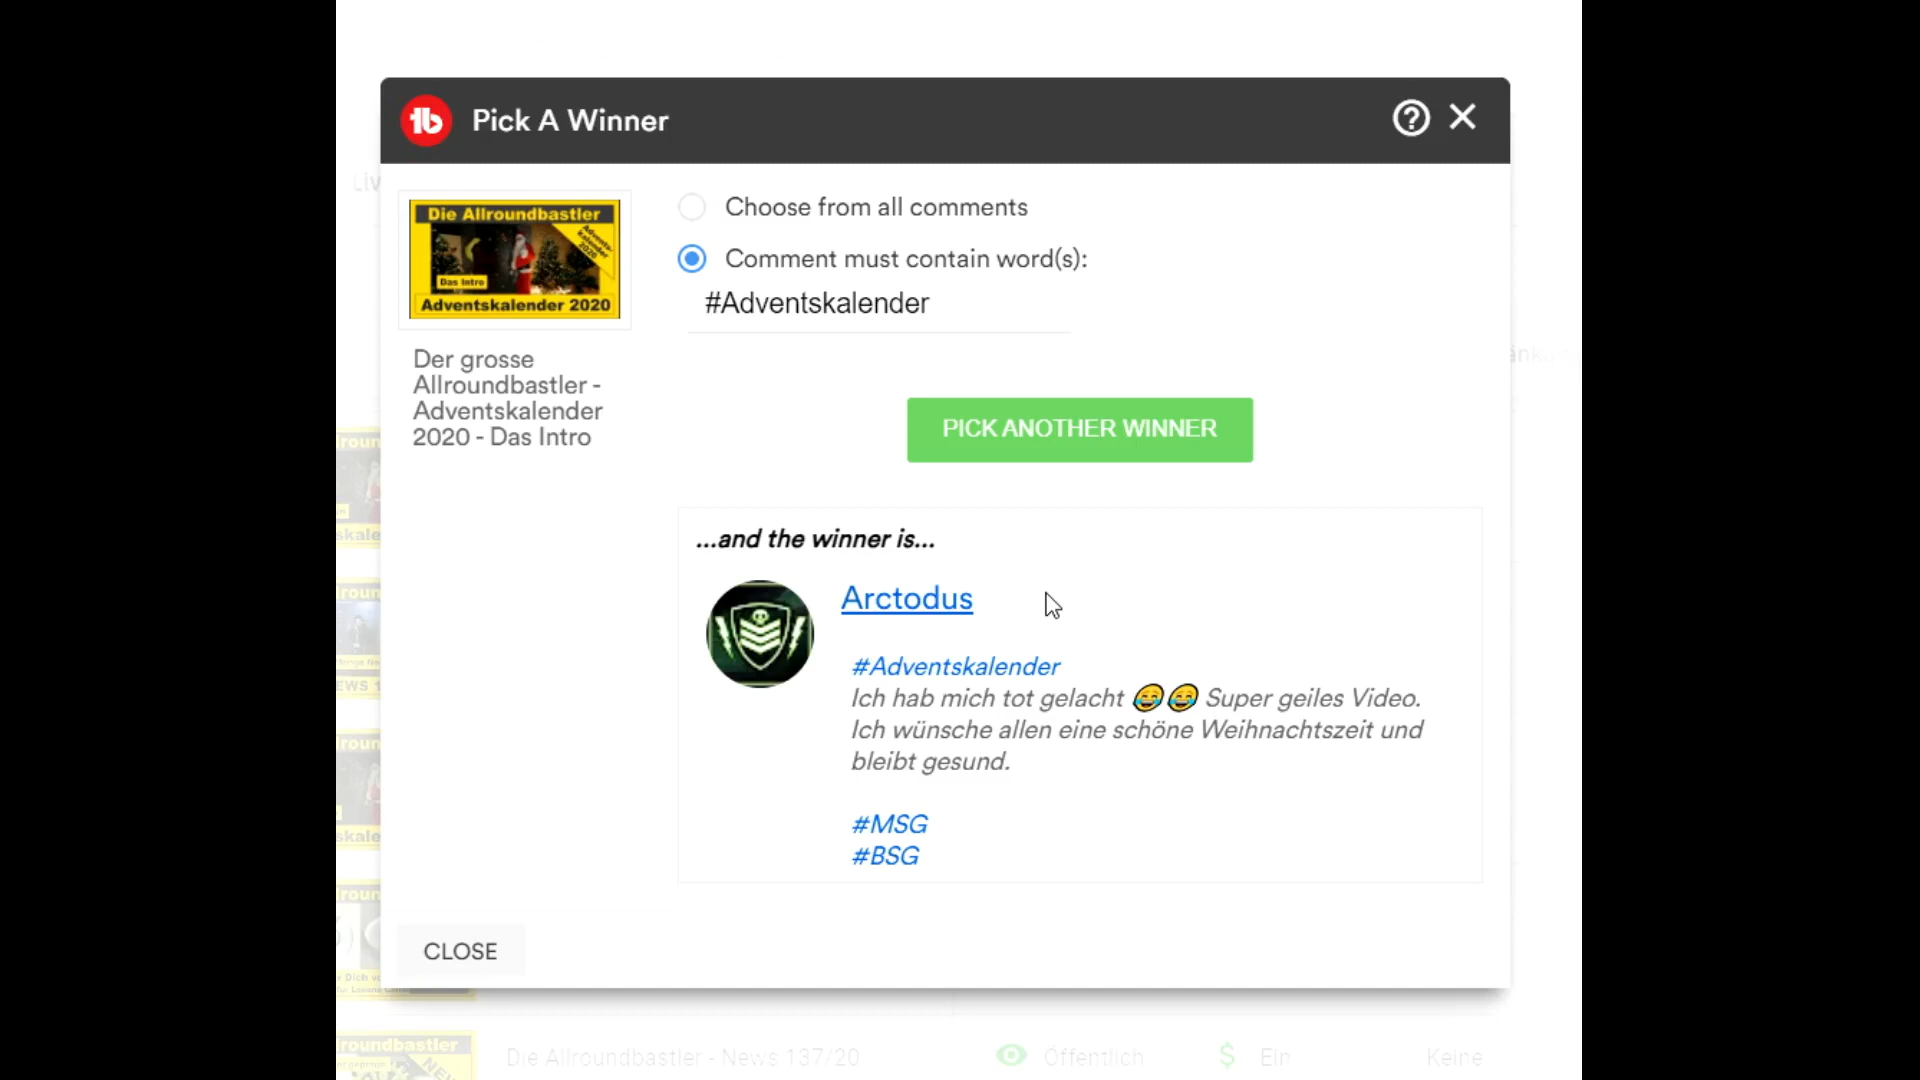 Pick A Winner
Die Allroundbastler
Advents-
kalender
2020
Das Intro
Adventskalender 2020
Der grosse
Allroundbastler -
Adventskalender
2020 - Das Intro
Choose from all comments
Comment must contain word(s):
#Adventskalender
PICK ANOTHER WINNER
...and the winner is...
Arctodus
#Adventskalender
Ich hab mich tot gelacht 😂😂 Super geiles Video.
Ich wünsche allen eine schöne Weihnachtszeit und
bleibt gesund.
#MSG
#BSG
CLOSE
Die Allroundbastler - News 137/20
Öffentlich
$ Ein
Keine